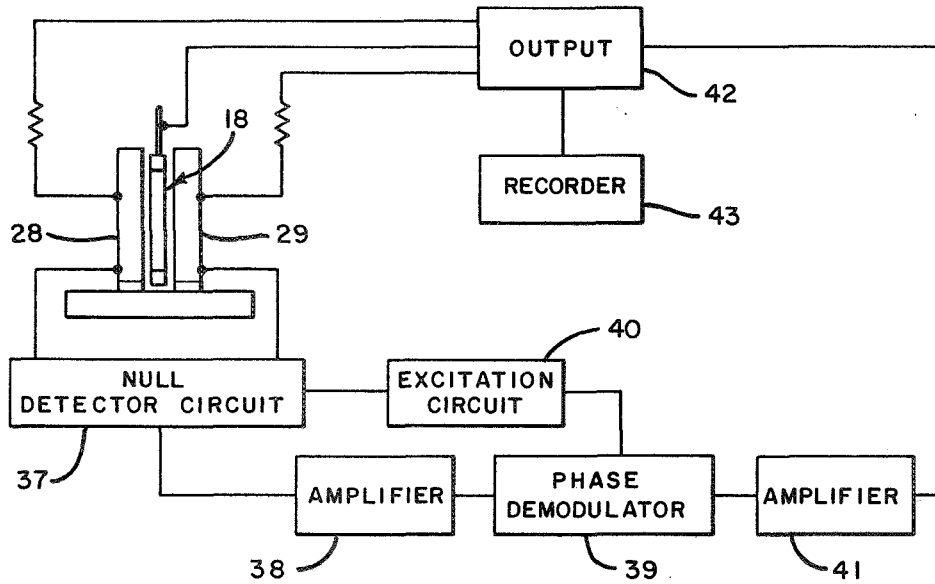 OUTPUT
42
18
RECORDER
43
28
29
40
NULL
DETECTOR CIRCUIT
EXCITATION
CIRCUIT
37
AMPLIFIER
PHASE
DEMODULATOR
AMPLIFIER
38
39
41